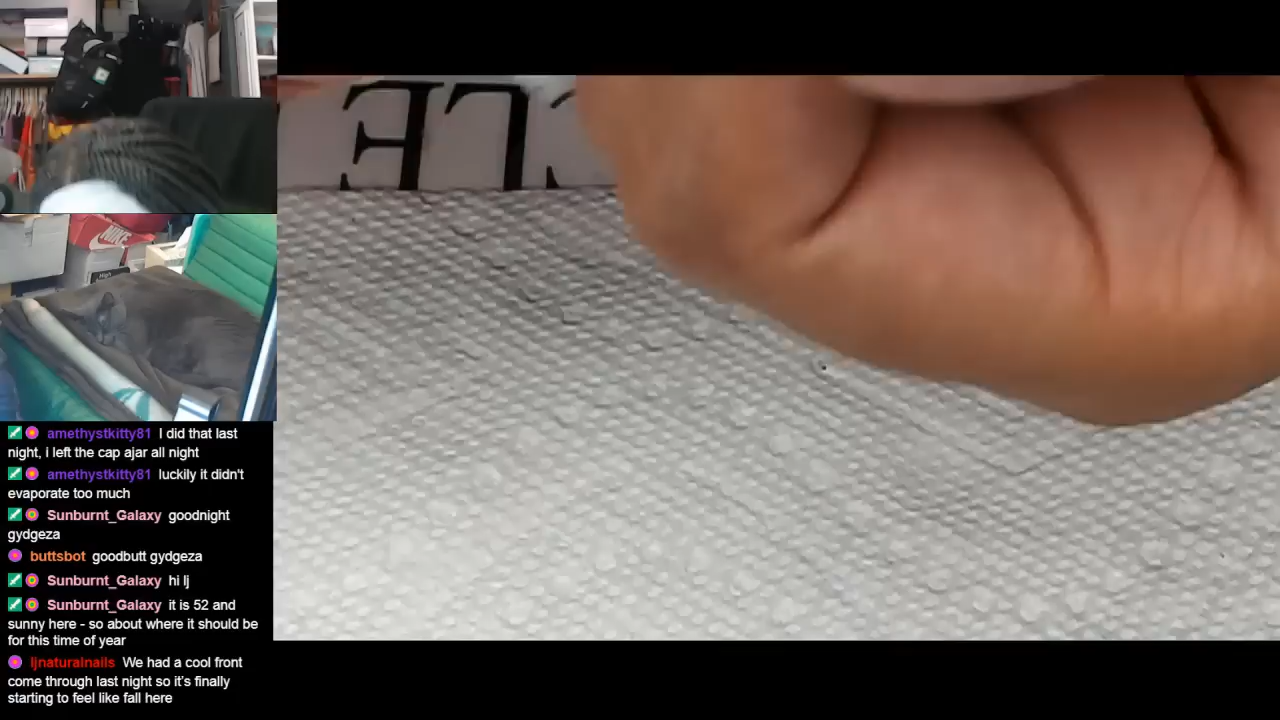 amethystkitty81 I did that last
night, i left the cap ajar all night
amethystkitty81 luckily it didn't
evaporate too much
Sunburnt_Galaxy goodnight
gydgeza
buttsbot goodbutt gydgeza
Sunburnt_Galaxy hi lj
Sunburnt_Galaxy it is 52 and
sunny here - so about where it should be
for this time of year
ljnaturalnails We had a cool front
come through last night so it's finally
starting to feel like fall here